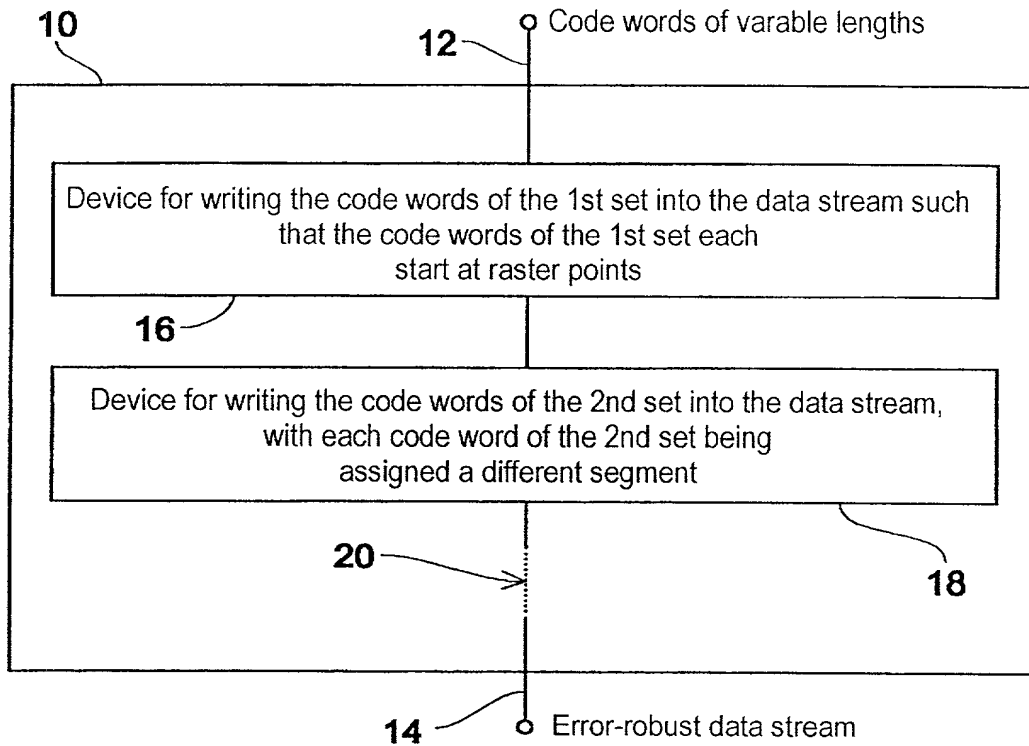 10
12
Code words of varable lengths
Device for writing the code words of the 1st set into the data stream such
that the code words of the 1st set each
start at raster points
16
Device for writing the code words of the 2nd set into the data stream,
with each code word of the 2nd set being
assigned a different segment
20
18
14
Error-robust data stream